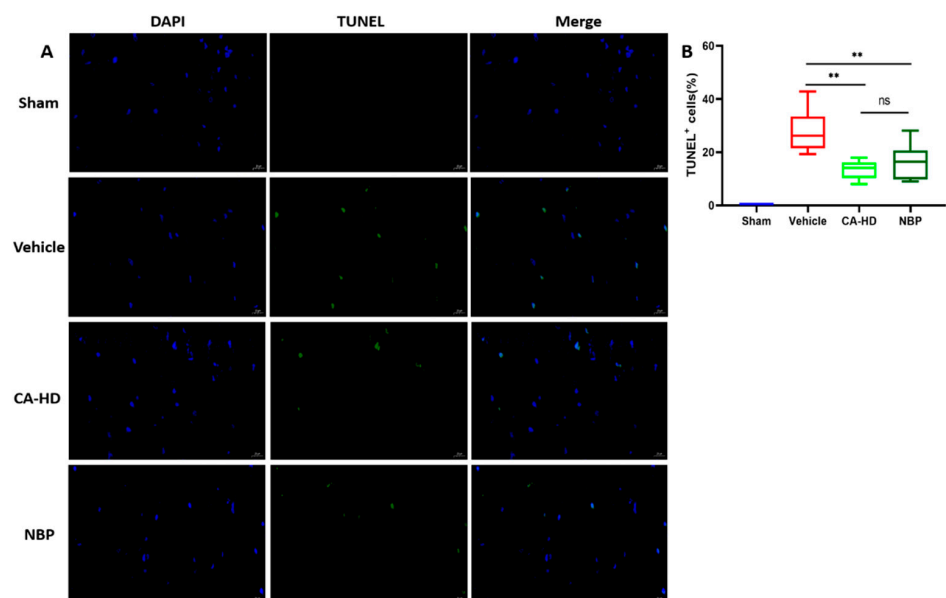 DAPI TUNEL Merge
A
Sham
Vehicle
CA-HD
NBP
B
TUNEL⁺ cells(%)
60
40
20
0
**
**
ns
Sham Vehicle CA-HD NBP